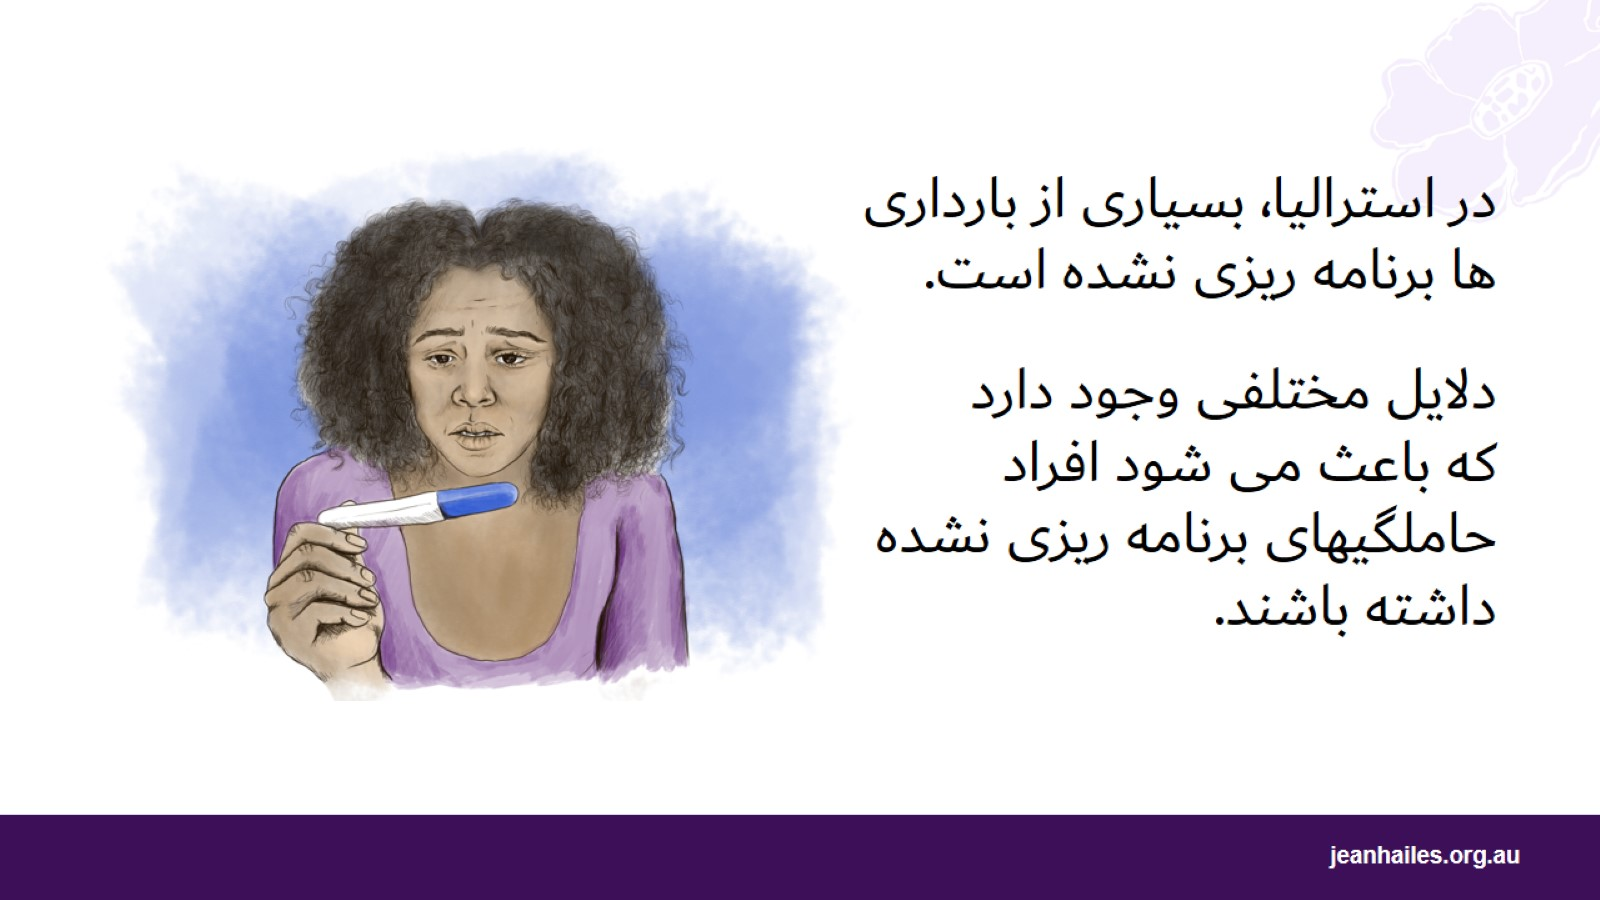 در استرالیا، بسیاری از بارداری
ها برنامه ریزی نشده است.
دلایل مختلفی وجود دارد
که باعث می شود افراد
حاملگیهای برنامه ریزی نشده
داشته باشند.
jeanhailes.org.au